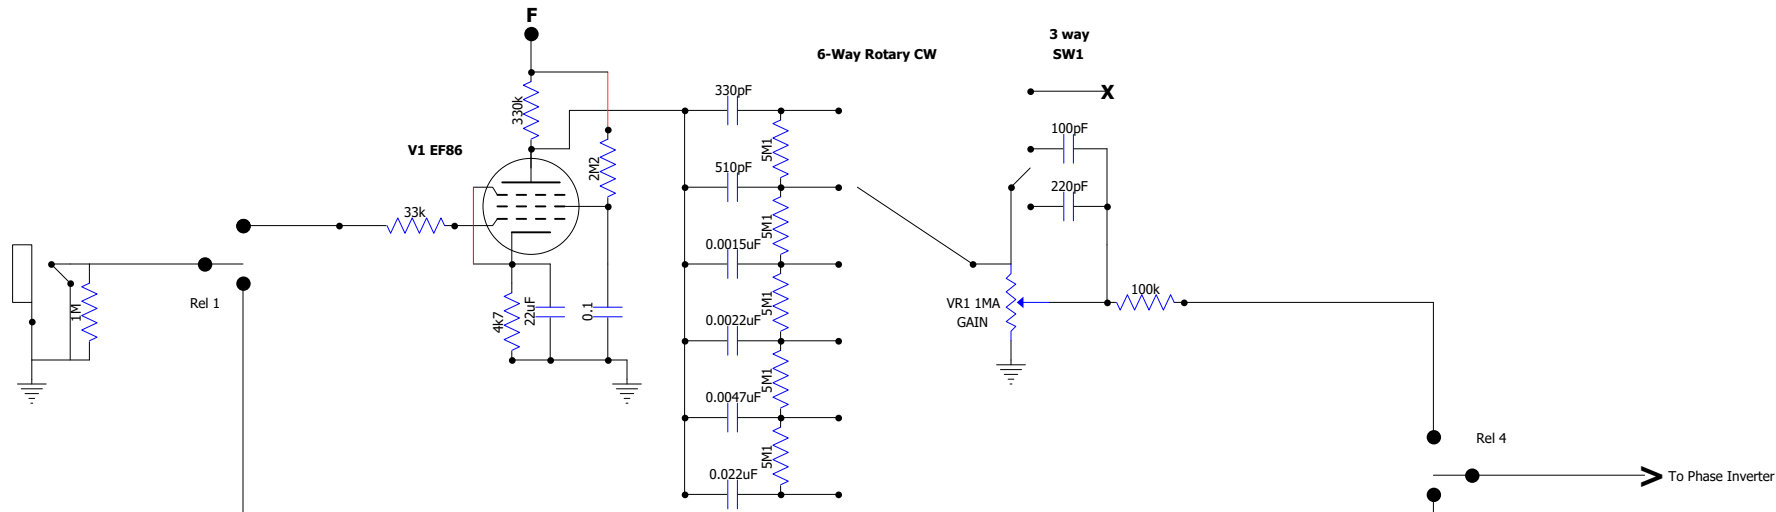 F
6-Way Rotary CW
3 way
SW1
330pF
X
330k
100pF
5M1
V1 EF86
2M2
510pF
220pF
33k
5M1
0.0015uF
Rel 1
1M
4k7
22uF
0.1
5M1
VR1 1MA
GAIN
100k
0.0022uF
5M1
0.0047uF
5M1
Rel 4
0.022uF
> To Phase Inverter